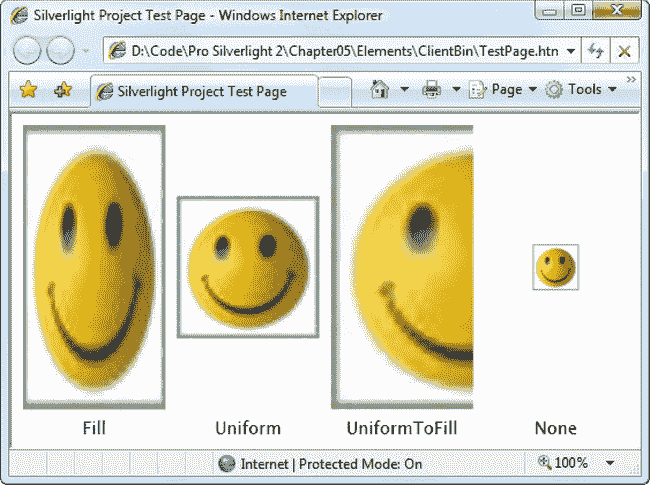 Silverlight Project Test Page - Windows Internet Explorer
D:\Code\Pro Silverlight 2\Chapter05\Elements\ClientBin\TestPage.htn
Silverlight Project Test Page
Page
Tools
»
Fill
Uniform
UniformToFill
None
Internet | Protected Mode: On
100%